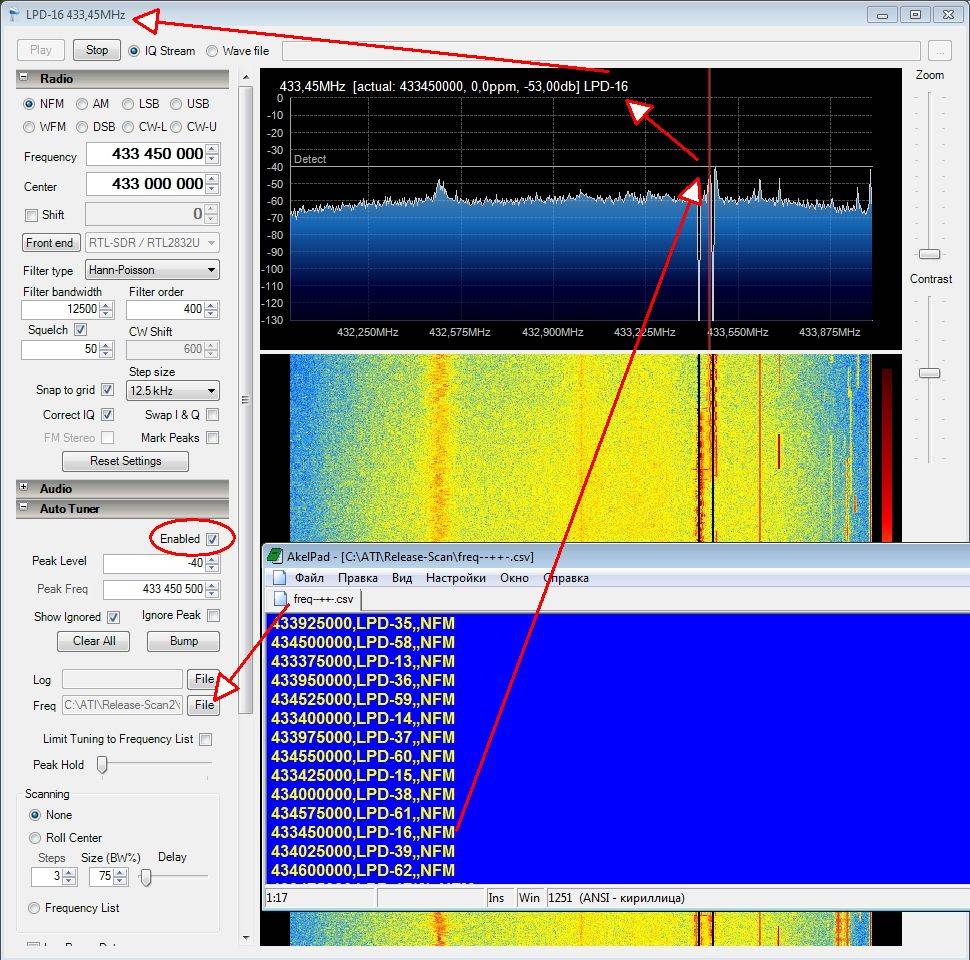 LPD-16 433,45MHz
Play Stop IQ Stream Wave file ...
Radio
NFM AM LSB USB
WFM DSB CW-L CW-U
Frequency 433 450 000
Center 433 000 000
Shift 0
Front end RTL-SDR / RTL2832U
Filter type Hann-Poisson
Filter bandwidth Filter order
12500 400
Squelch CW Shift
50 600
Step size
Snap to grid 12.5 kHz
Correct IQ Swap I & Q
FM Stereo Mark Peaks
Reset Settings
Audio
Auto Tuner
Enabled
Peak Level -40
Peak Freq 433 450 500
Show Ignored Ignore Peak
Clear All Bump
Log File
Freq C:\ATI\Release-Scan2\ File
Limit Tuning to Frequency List
Peak Hold
Scanning
None
Roll Center
Steps Size (BW%) Delay
3 75
Frequency List
433,45MHz [actual: 433450000, 0,0ppm, -53,00db] LPD-16
0
-10
-20
-30
Detect
-40
-50
-60
-70
-80
-90
-100
-110
-120
-130
432,250MHz 432,575MHz 432,900MHz 433,225MHz 433,550MHz 433,875MHz
Zoom
Contrast
AkelPad - [C:\ATI\Release-Scan\freq--++-.csv]
Файл Правка Вид Настройки Окно Справка
freq--++-.csv
433925000,LPD-35,,NFM
434500000,LPD-58,,NFM
433375000,LPD-13,,NFM
433950000,LPD-36,,NFM
434525000,LPD-59,,NFM
433400000,LPD-14,,NFM
433975000,LPD-37,,NFM
434550000,LPD-60,,NFM
433425000,LPD-15,,NFM
434000000,LPD-38,,NFM
434575000,LPD-61,,NFM
433450000,LPD-16,,NFM
434025000,LPD-39,,NFM
434600000,LPD-62,,NFM
1:17 Ins Win 1251 (ANSI - кириллица)